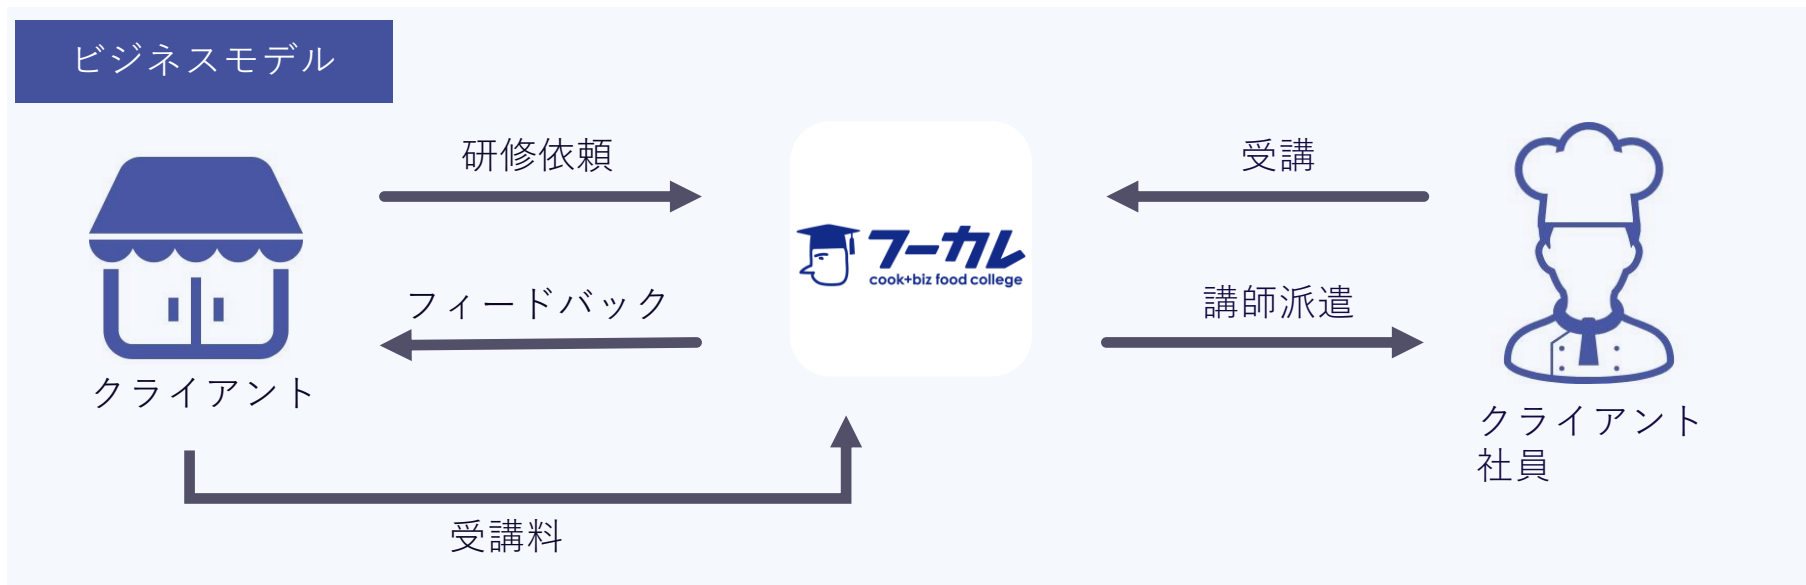 ビジネスモデル
研修依頼
受講
フーカレ
cook+biz food college
フィードバック
講師派遣
クライアント
クライアント
社員
受講料